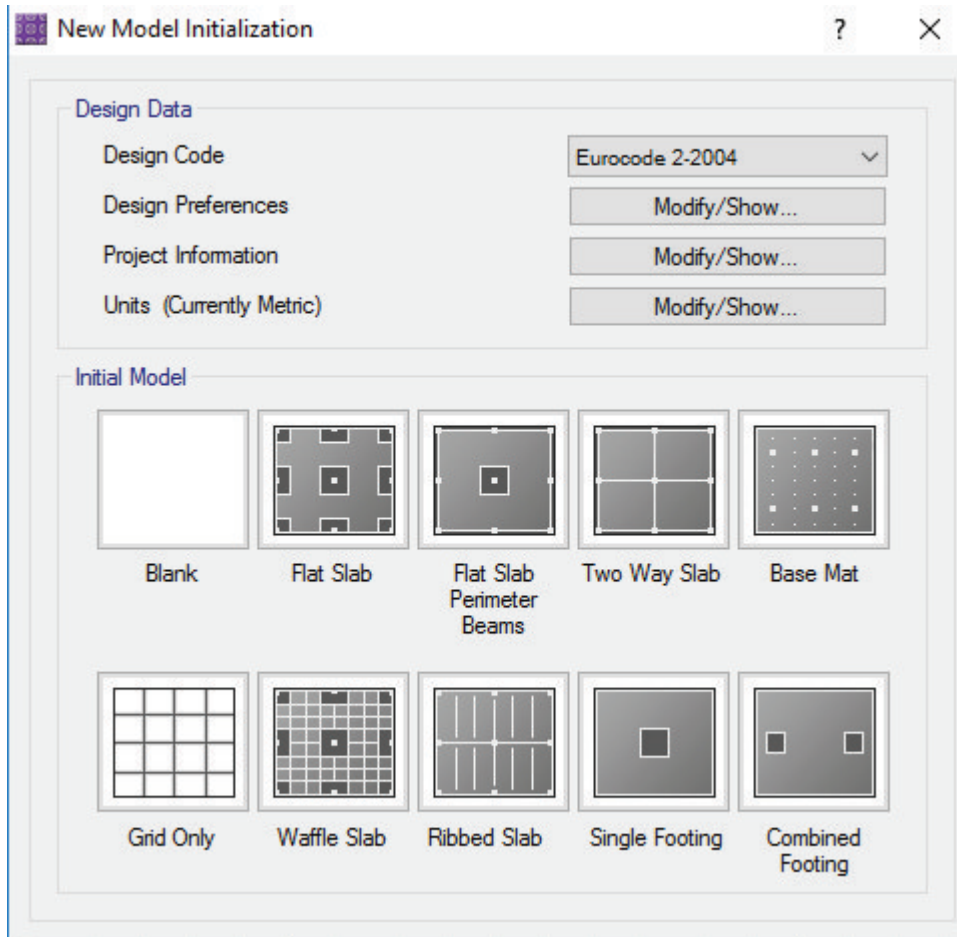 New Model Initialization
?
Design Data
Design Code
Eurocode 2-2004
Design Preferences
Modify/Show...
Project Information
Modify/Show...
Units (Currently Metric)
Modify/Show...
Initial Model
Blank
Flat Slab
Flat Slab
Perimeter
Beams
Two Way Slab
Base Mat
Grid Only
Waffle Slab
Ribbed Slab
Single Footing
Combined
Footing